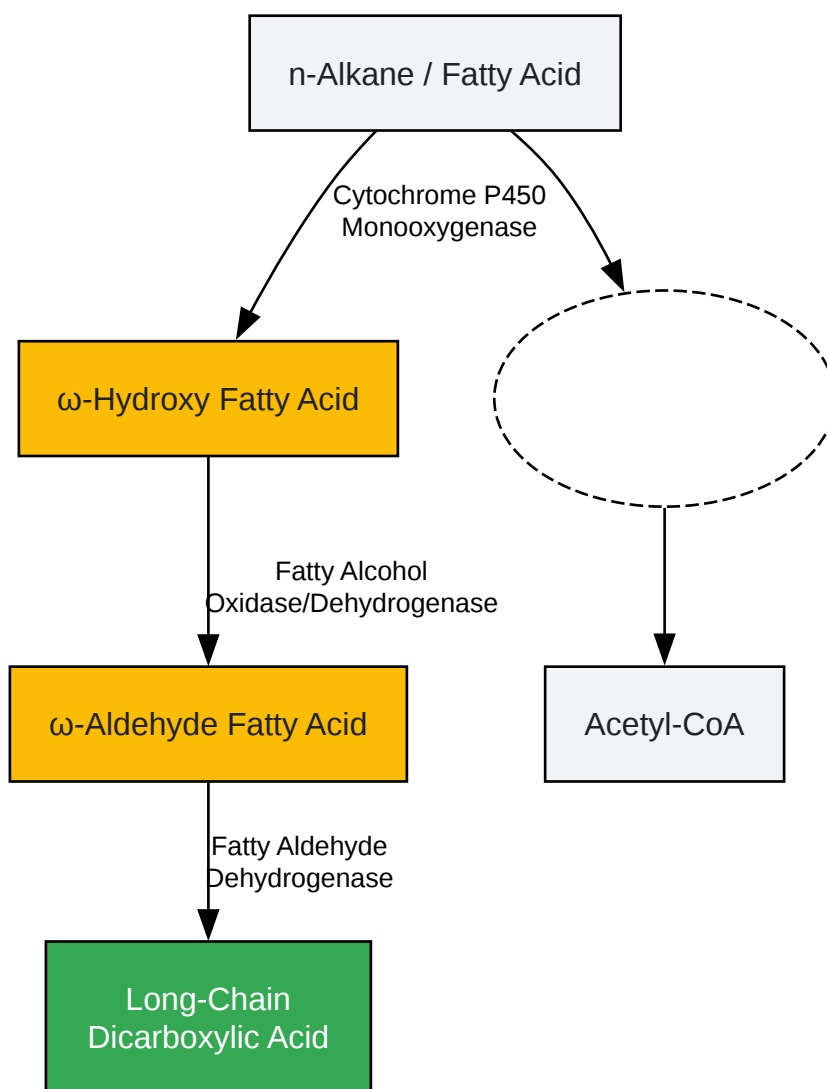 n-Alkane / Fatty Acid
Cytochrome P450
Monooxygenase
ω-Hydroxy Fatty Acid
Fatty Alcohol
Oxidase/Dehydrogenase
ω-Aldehyde Fatty Acid
Acetyl-CoA
Fatty Aldehyde
Dehydrogenase
Long-Chain
Dicarboxylic Acid